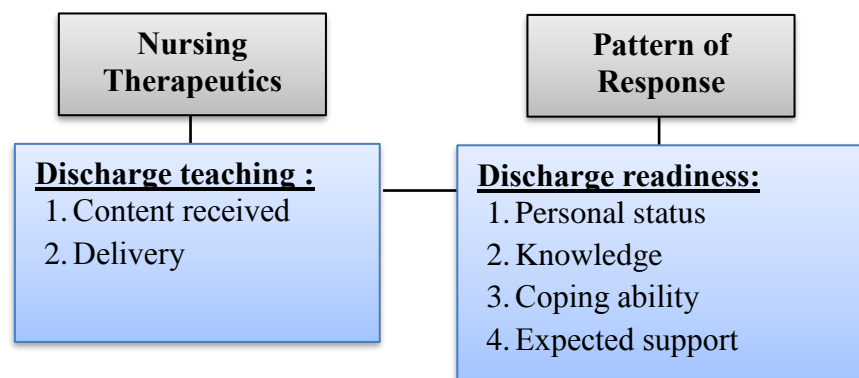 Nursing
Therapeutics
Pattern of
Response
Discharge teaching :
1. Content received
2. Delivery
Discharge readiness:
1. Personal status
2. Knowledge
3. Coping ability
4. Expected support